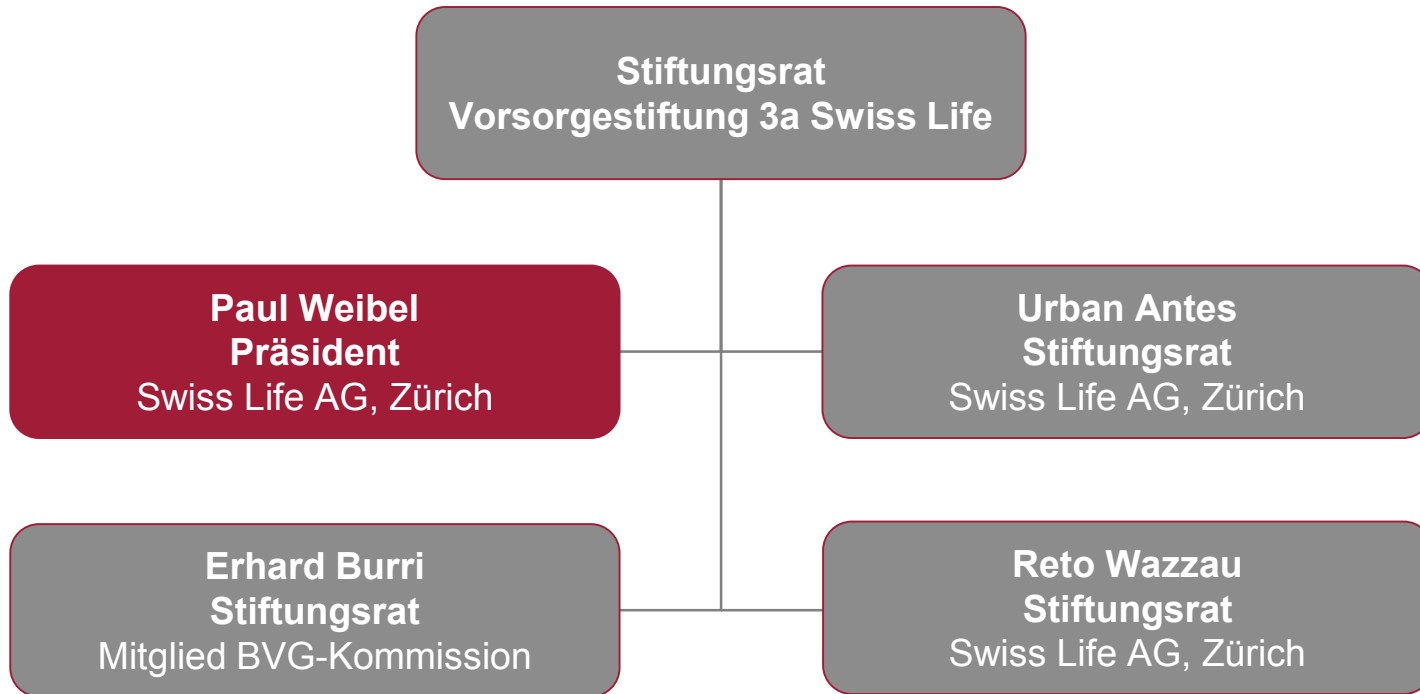 Stiftungsrat
Vorsorgestiftung 3a Swiss Life
Paul Weibel
Präsident
Swiss Life AG, Zürich
Urban Antes
Stiftungsrat
Swiss Life AG, Zürich
Erhard Burri
Stiftungsrat
Mitglied BVG-Kommission
Reto Wazzau
Stiftungsrat
Swiss Life AG, Zürich